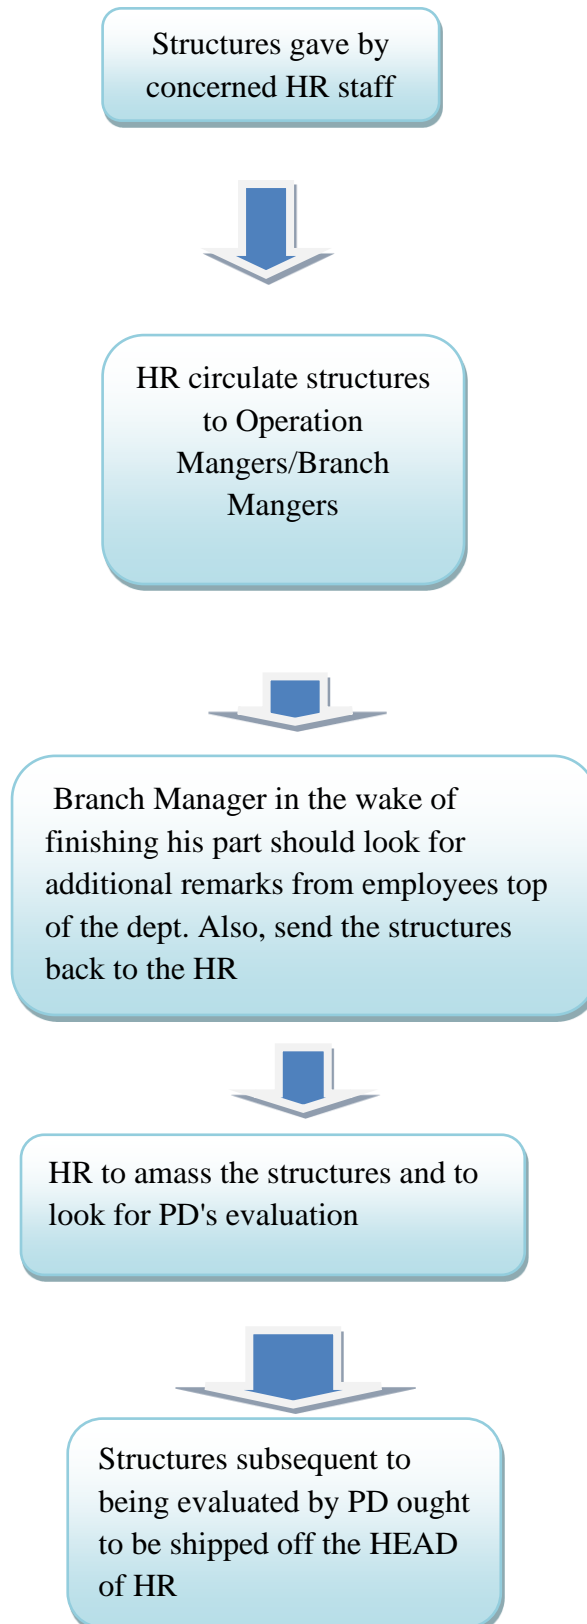 Structures gave by
concerned HR staff
HR circulate structures
to Operation
Mangers/Branch
Mangers
Branch Manager in the wake of
finishing his part should look for
additional remarks from employees top
of the dept. Also, send the structures
back to the HR
HR to amass the structures and to
look for PD's evaluation
Structures subsequent to
being evaluated by PD ought
to be shipped off the HEAD
of HR